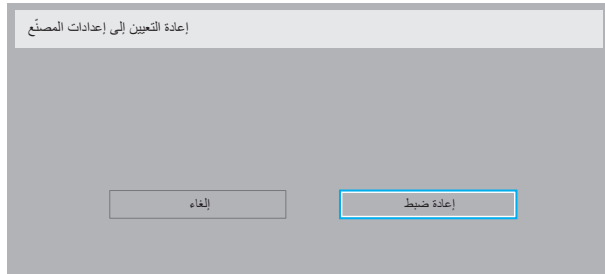 إعادة التعيين إلى إعدادات المصنّع
إعادة ضبط
إلغاء